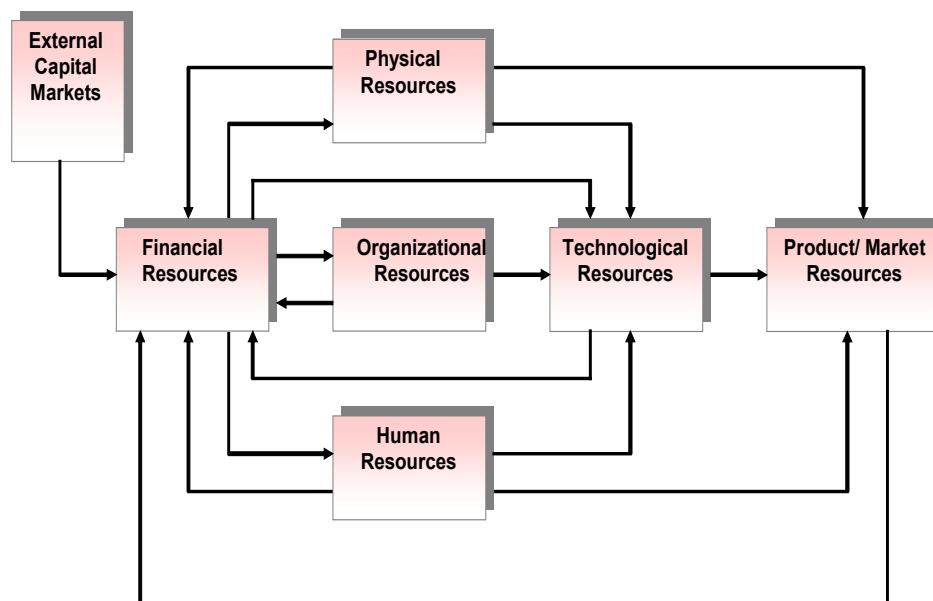 External
Capital
Markets
Physical
Resources
Financial
Resources
Organizational
Resources
Technological
Resources
Product/ Market
Resources
Human
Resources